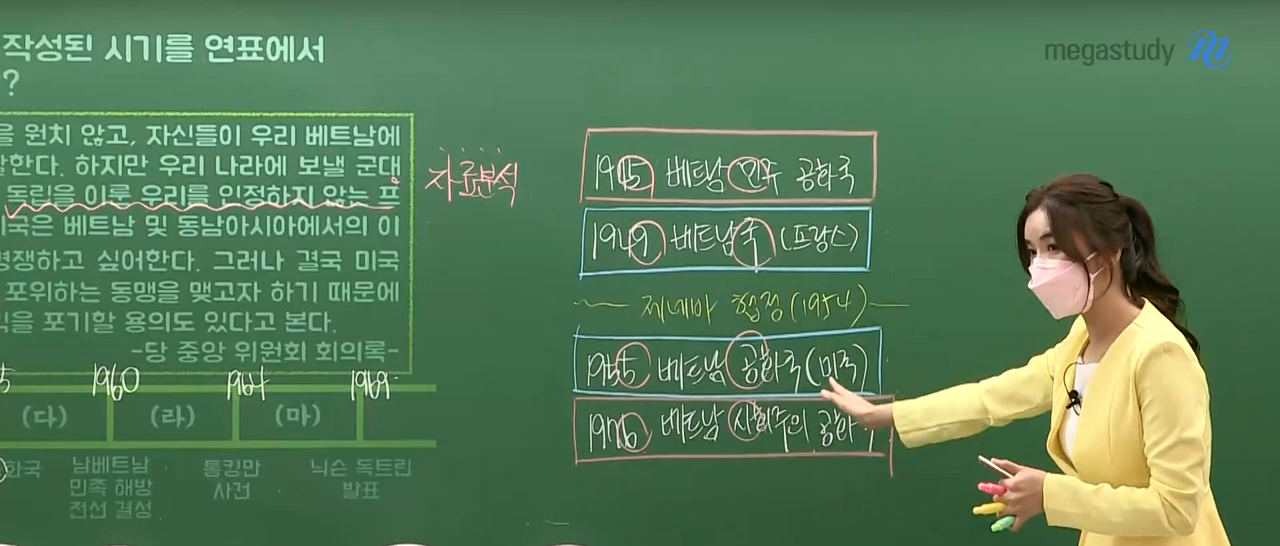 작성된 시기를 연표에서
?
을 원치 않고, 자신들이 우리 베트남에
한다. 하지만 우리 나라에 보낼 군대
독립을 이룬 우리를 인정하지 않는 프
국은 베트남 및 동남아시아에서의 이
경쟁하고 싶어한다. 그러나 결국 미국
포위하는 동맹을 맺고자 하기 때문에
을 포기할 용의도 있다고 본다.
-당 중앙 위원회 회의록-
5 1960 1964 1969
(다) (라) (마)
화국 남베트남 민족 해방 전선 결성
통킹만 사건
닉슨 독트린 발표
자료분석
1945 베트남 민주 공화국
1949 베트남국 (프랑스)
제네바 협정 (1954)
1955 베트남 공화국 (미국)
1976 베트남 사회주의 공화
megastudy